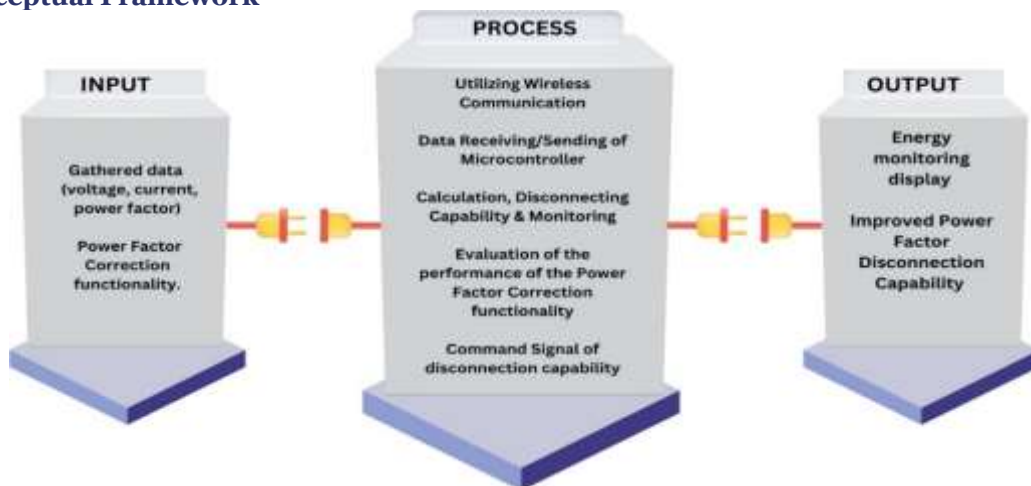 ceptual Framework
INPUT
Gathered data
(voltage, current,
power factor)
Power Factor
Correction
functionality.
PROCESS
Utilizing Wireless
Communication
Data Receiving/Sending of
Microcontroller
Calculation, Disconnecting
Capability & Monitoring
Evaluation of the
performance of the Power
Factor Correction
functionality
Command Signal of
disconnection capability
OUTPUT
Energy
monitoring
display
Improved Power
Factor
Disconnection
Capability